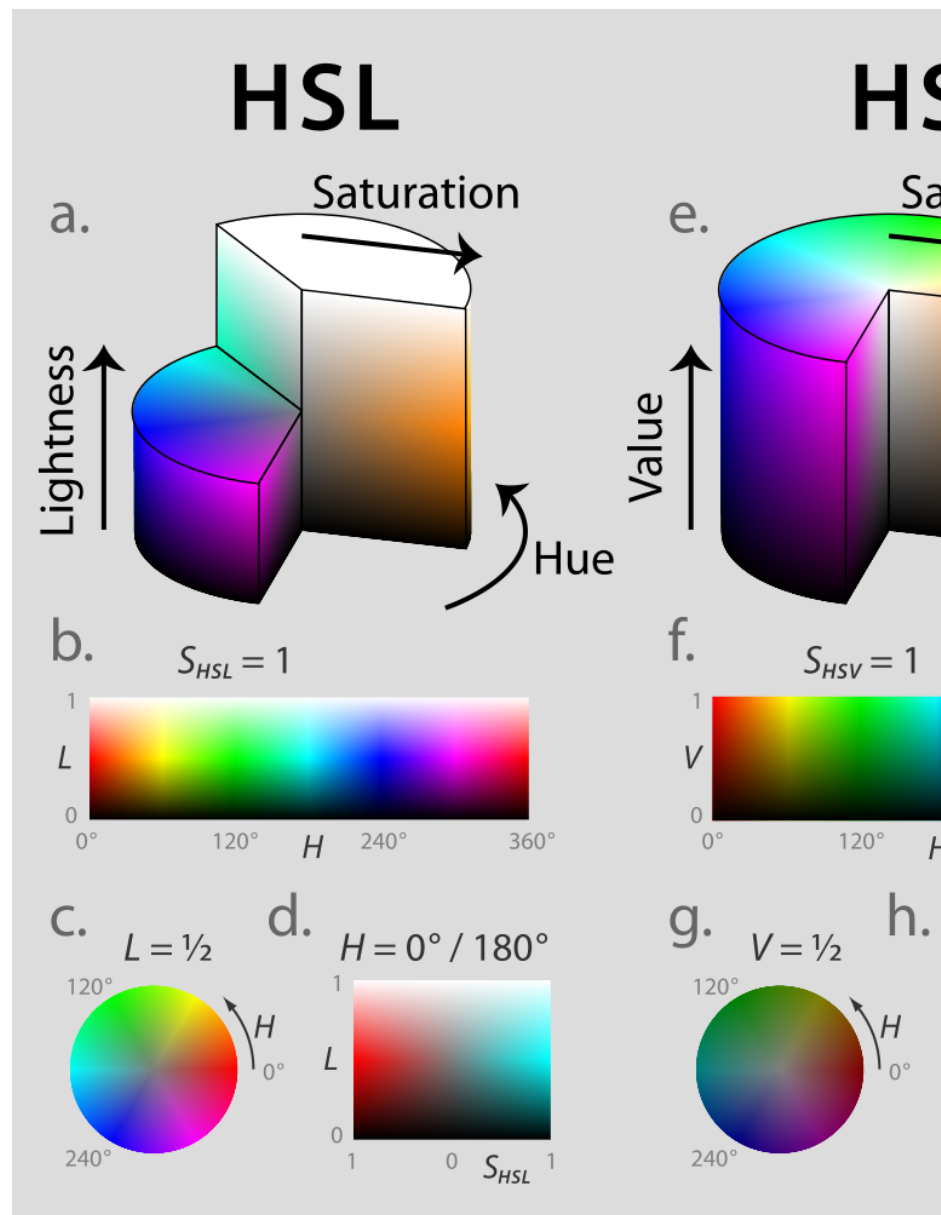 HSL
a.
Saturation
Lightness
Hue
b.
S_HSL = 1
1
L
0
0° 120° H 240° 360°
c.
L = ½
120°
H
0°
240°
d.
H = 0° / 180°
1
L
0
1 0 S_HSL 1
HS
e.
Sa
Value
f.
S_HSV = 1
1
V
0
0° 120°
g.
V = ½
120°
H
0°
240°
h.